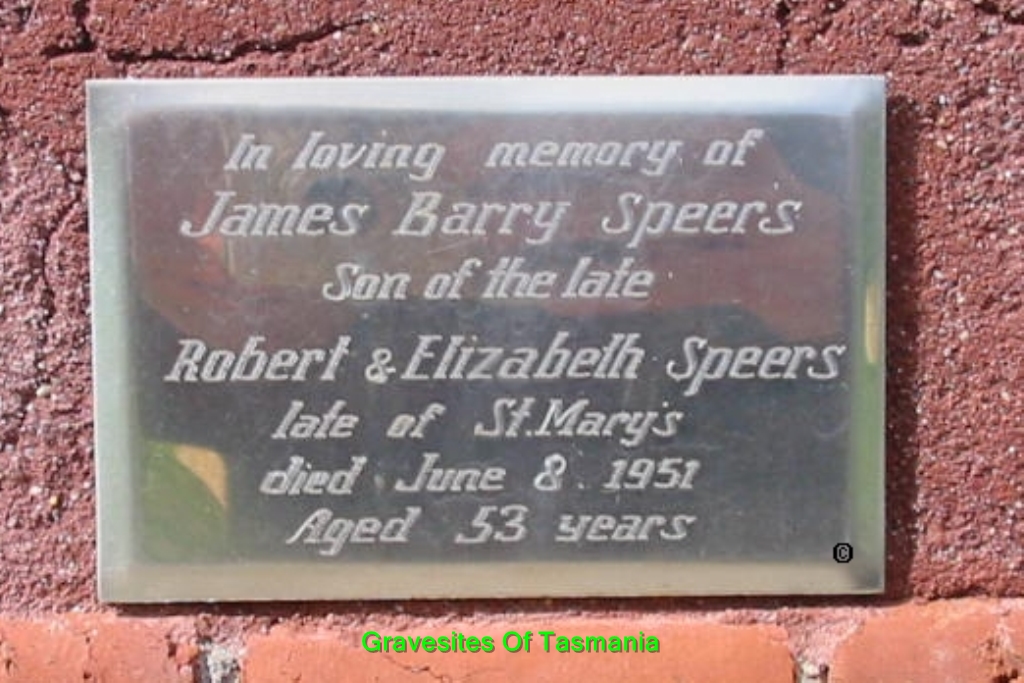 In loving memory of
James Barry Speers
Son of the late
Robert & Elizabeth Speers
late of St. Mary's
died June 8. 1951
Aged 53 years
©
Gravesites Of Tasmania